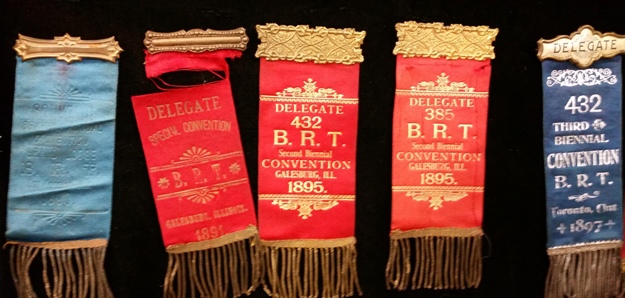 DELEGATE
SPECIAL CONVENTION
B. R. T.
GALESBURG, ILLINOIS.
1891
DELEGATE
432
B. R. T.
Second Biennial
CONVENTION
GALESBURG, ILL.
1895.
DELEGATE
385
B. R. T.
Second Biennial
CONVENTION
GALESBURG, ILL.
1895.
DELEGATE
432
THIRD
BIENNIAL
CONVENTION
B. R. T.
Toronto, Ont
1897